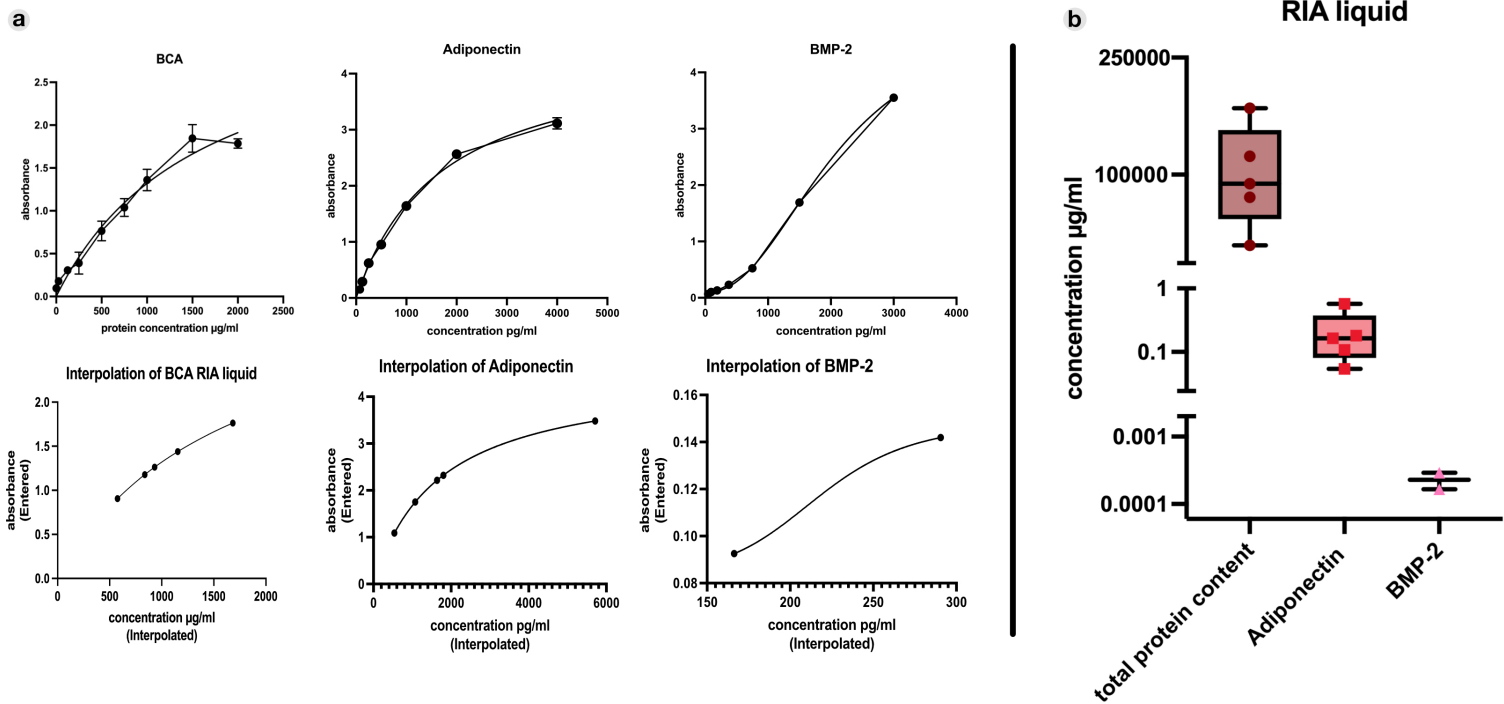 a
BCA
2.5
2.0
1.5
1.0
0.5
0.0
absorbance
0 500 1000 1500 2000 2500
protein concentration µg/ml
Adiponectin
4
3
2
1
0
absorbance
0 1000 2000 3000 4000 5000
concentration pg/ml
BMP-2
4
3
2
1
0
absorbance
0 1000 2000 3000 4000
concentration pg/ml
Interpolation of BCA RIA liquid
2.0
1.5
1.0
0.5
0.0
absorbance
(Entered)
0 500 1000 1500 2000
concentration µg/ml
(Interpolated)
Interpolation of Adiponectin
4
3
2
1
0
absorbance
(Entered)
0 2000 4000 6000
concentration pg/ml
(Interpolated)
Interpolation of BMP-2
0.16
0.14
0.12
0.10
0.08
absorbance
(Entered)
150 200 250 300
concentration pg/ml
(Interpolated)
b
RIA liquid
250000
100000
1
0.1
0.001
0.0001
concentration µg/ml
total protein content
Adiponectin
BMP-2